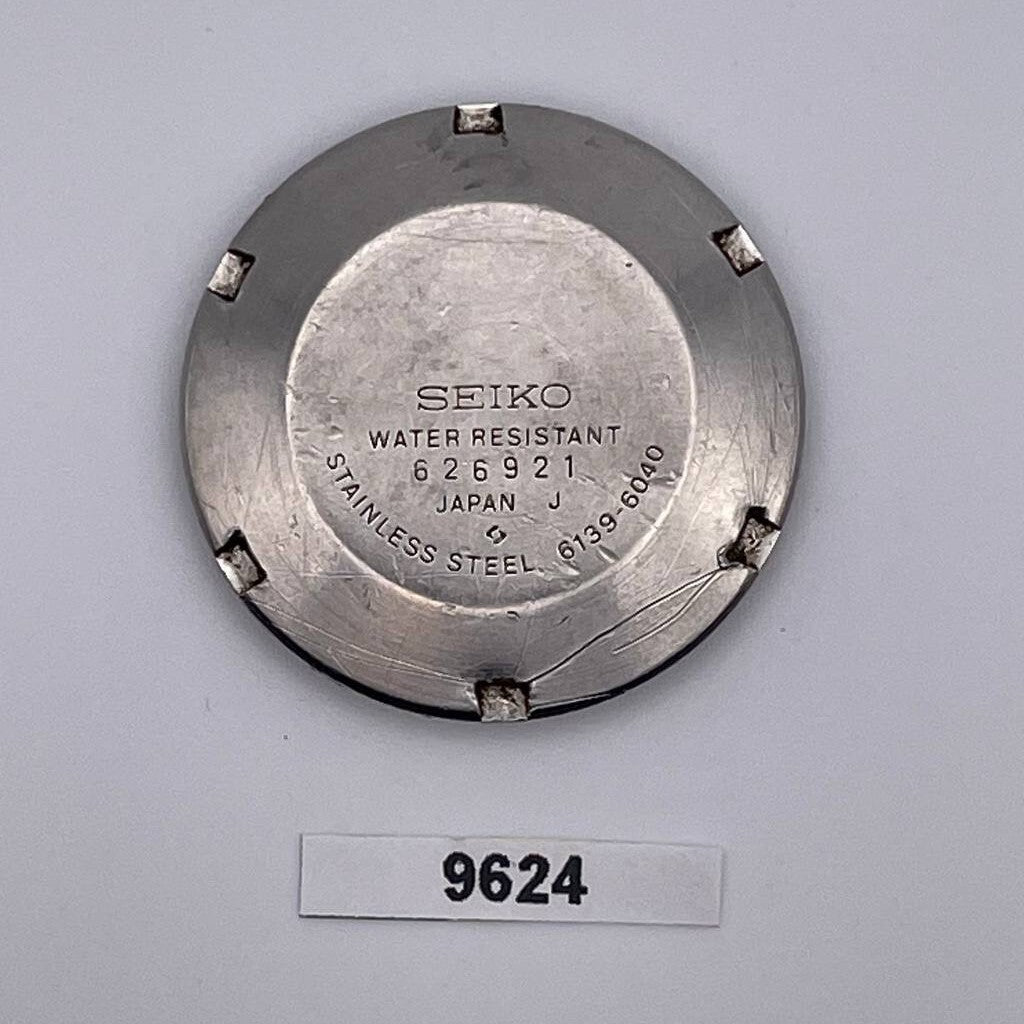 SEIKO
WATER RESISTANT
626921
JAPAN J
STAINLESS STEEL 6139-6040
9624